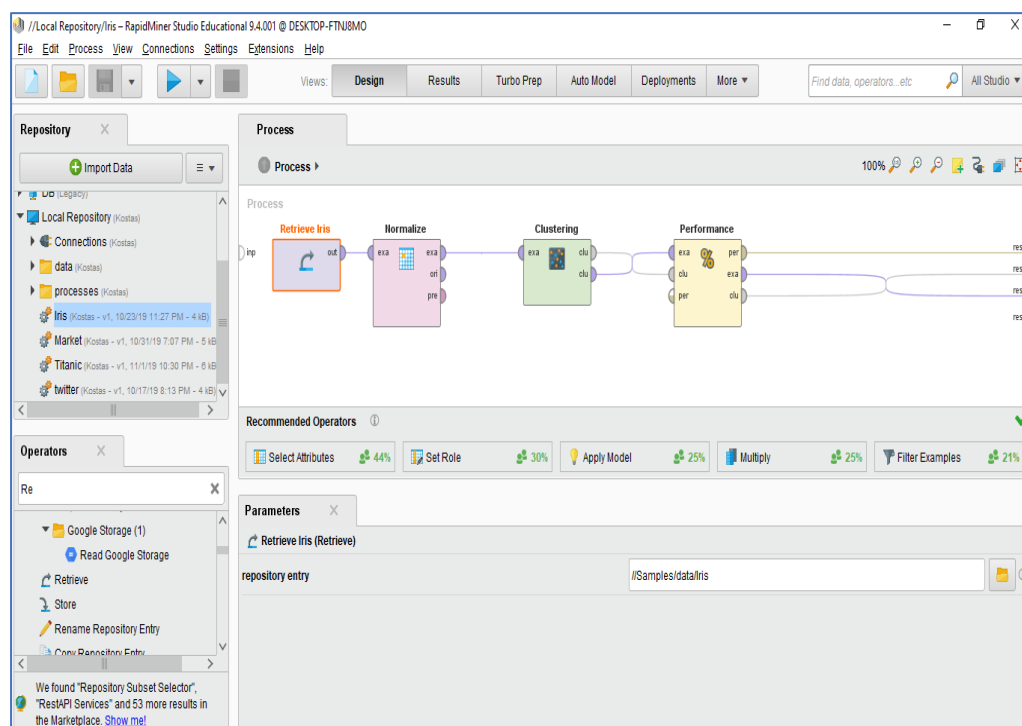 //Local Repository/Iris – RapidMiner Studio Educational 9.4.001 @ DESKTOP-FTNJ8MO
File Edit Process View Connections Settings Extensions Help
Views: Design Results Turbo Prep Auto Model Deployments More
Find data, operators...etc
All Studio
Repository
Import Data
DB (Legacy)
Local Repository (Kostas)
Connections (Kostas)
data (Kostas)
processes (Kostas)
Iris (Kostas - v1, 10/23/19 11:27 PM - 4 kB)
Market (Kostas - v1, 10/31/19 7:07 PM - 5 kB
Titanic (Kostas - v1, 11/1/19 10:30 PM - 6 kB
twitter (Kostas - v1, 10/17/19 8:13 PM - 4 kB)
Operators
Re
Google Storage (1)
Read Google Storage
Retrieve
Store
Rename Repository Entry
Copy Repository Entry
We found "Repository Subset Selector",
"RestAPI Services" and 53 more results in
the Marketplace. Show me!
Process
Process
100%
Process
inp
Retrieve Iris
out
Normalize
exa exa
ori
pre
Clustering
exa clu
clu
Performance
exa per
clu exa
per clu
res
res
res
res
Recommended Operators
Select Attributes 44%
Set Role 30%
Apply Model 25%
Multiply 25%
Filter Examples 21%
Parameters
Retrieve Iris (Retrieve)
repository entry
//Samples/data/Iris